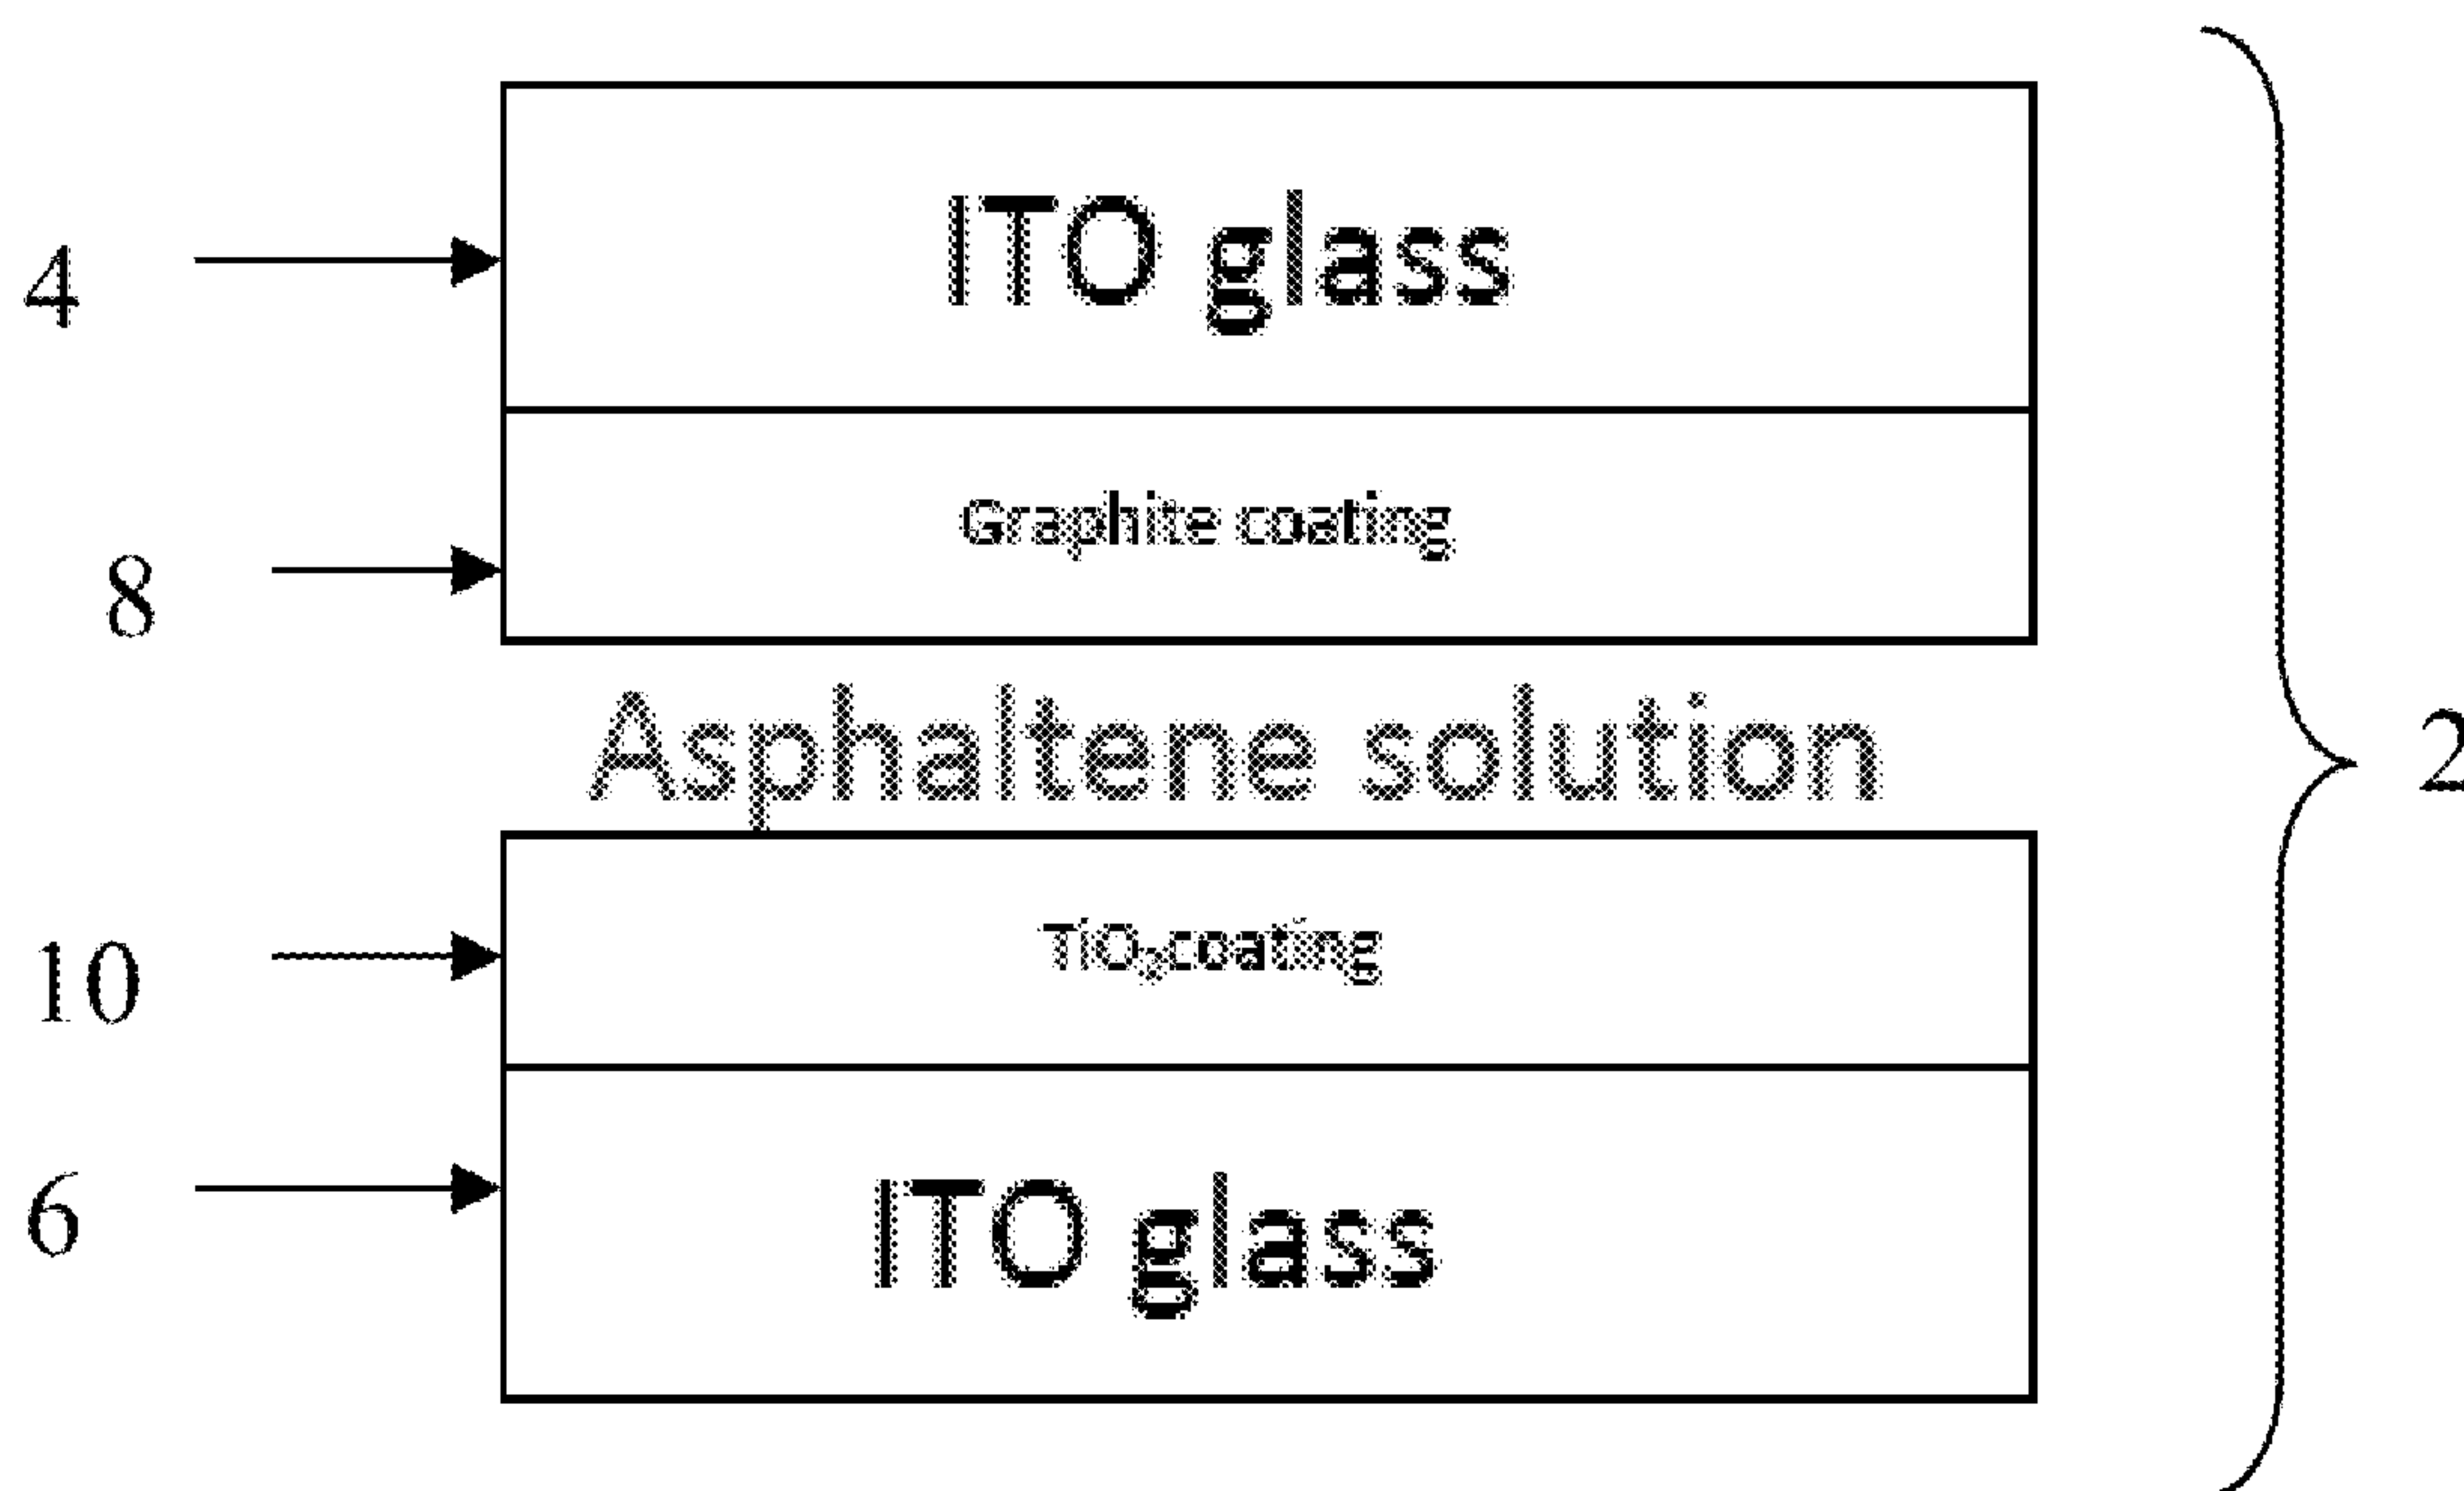 4
ITO glass
8
Graphite coating
Asphaltene solution
2
10
TiO₂ coating
6
ITO glass